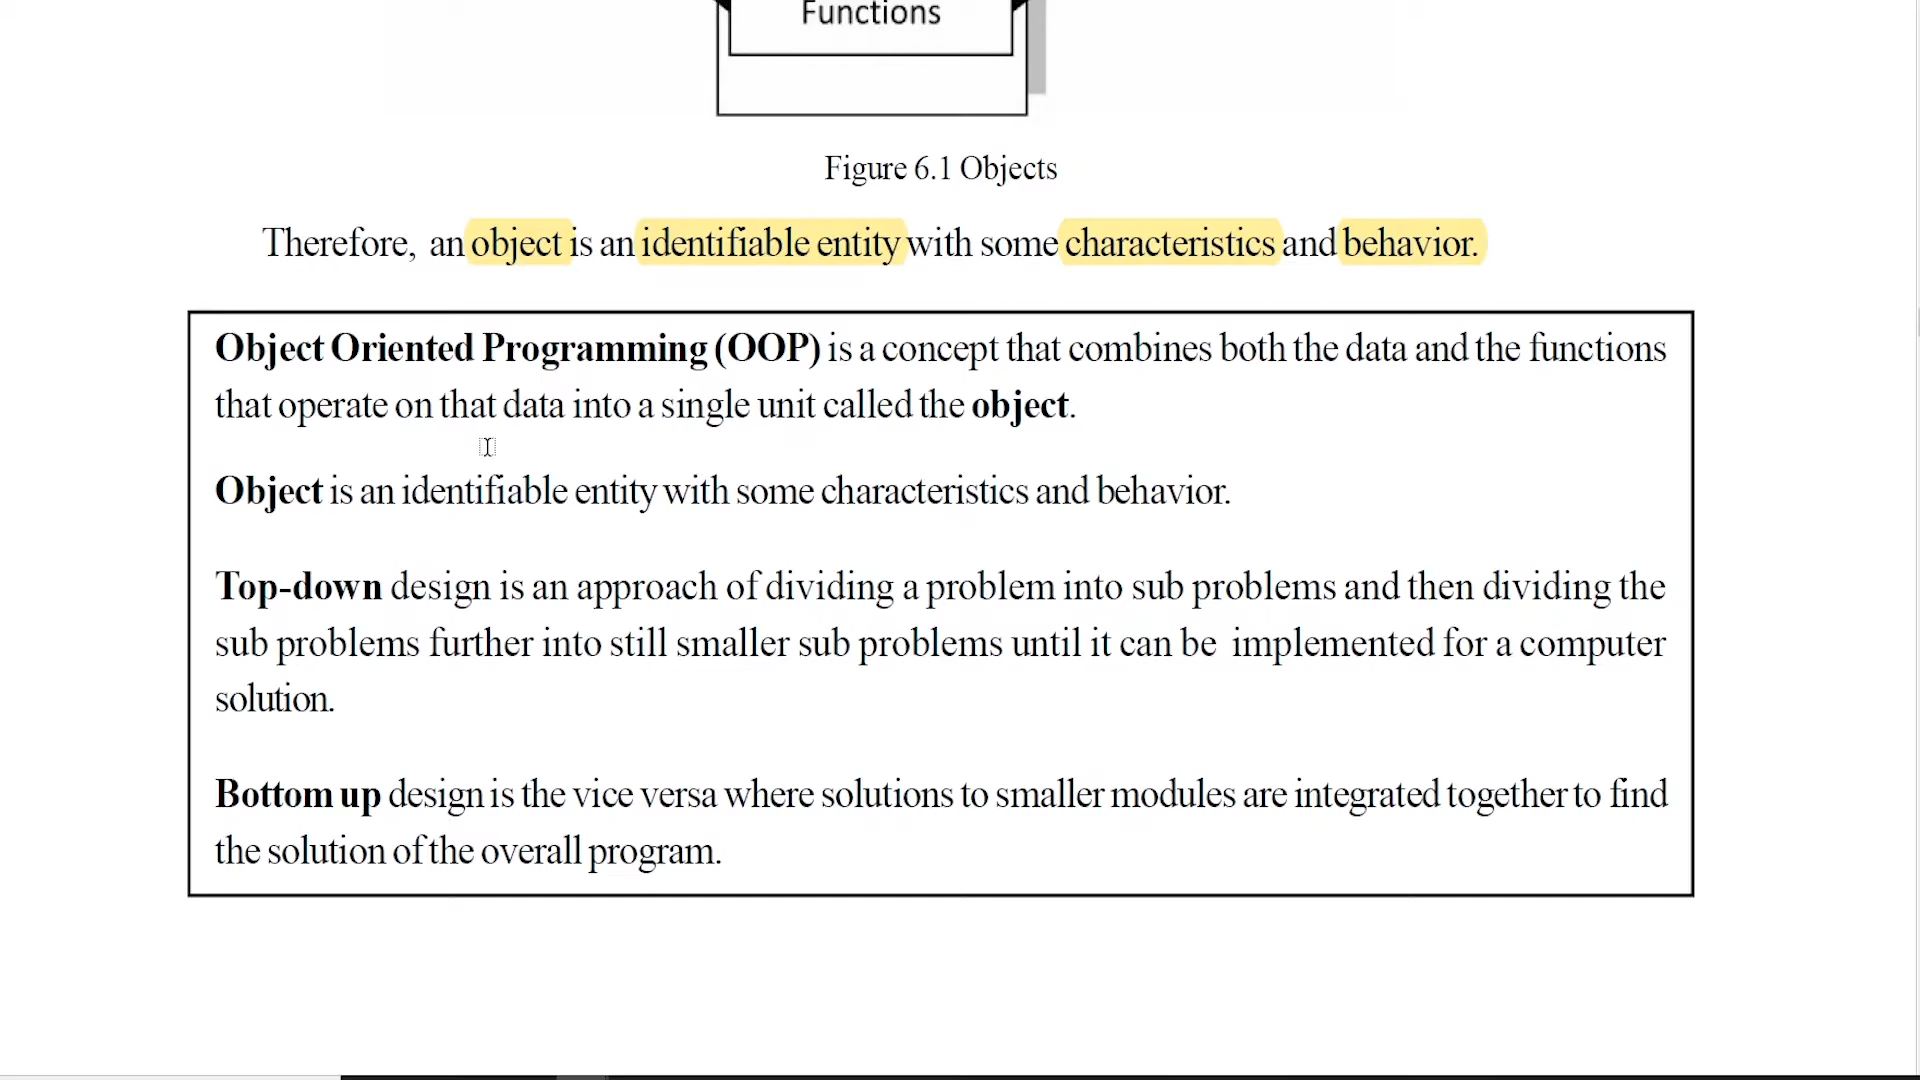 Functions
Figure 6.1 Objects
Therefore, an object is an identifiable entity with some characteristics and behavior.
Object Oriented Programming (OOP) is a concept that combines both the data and the functions
that operate on that data into a single unit called the object.
Object is an identifiable entity with some characteristics and behavior.
Top-down design is an approach of dividing a problem into sub problems and then dividing the
sub problems further into still smaller sub problems until it can be implemented for a computer
solution.
Bottom up design is the vice versa where solutions to smaller modules are integrated together to find
the solution of the overall program.